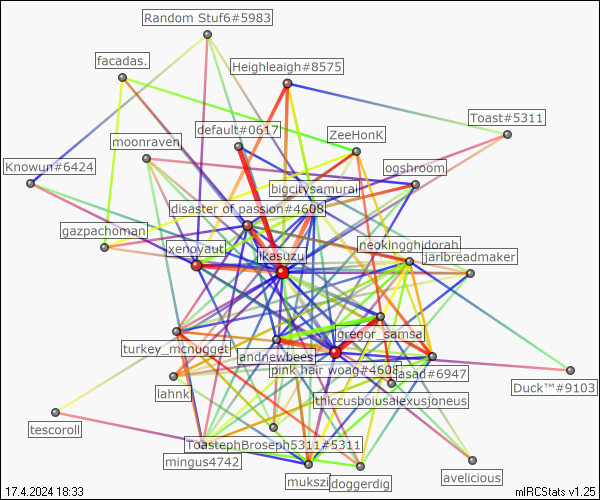 Random Stuf6#5983
facadas.
Heighleigh#8575
Toast#5311
default#0617
ZeeHonK
moonraven
Knowun#6424
ogshroom
bigcitysamurai
disaster of passion#4608
gazpachoman
xenoyaut
ikasuzu
neokingghidorah
jarlbreadmaker
gregor_samsa
turkey_mcnugget
andnewbees
pink hair woag#4608
asad#6947
Duck™#9103
lahnk
thiccusboiusalexusjoneus
tescoroll
ToastephBroseph5311#5311
mingus4742
mukszi
doggerdig
avelicious
17.4.2024 18:33
mIRCStats v1.25